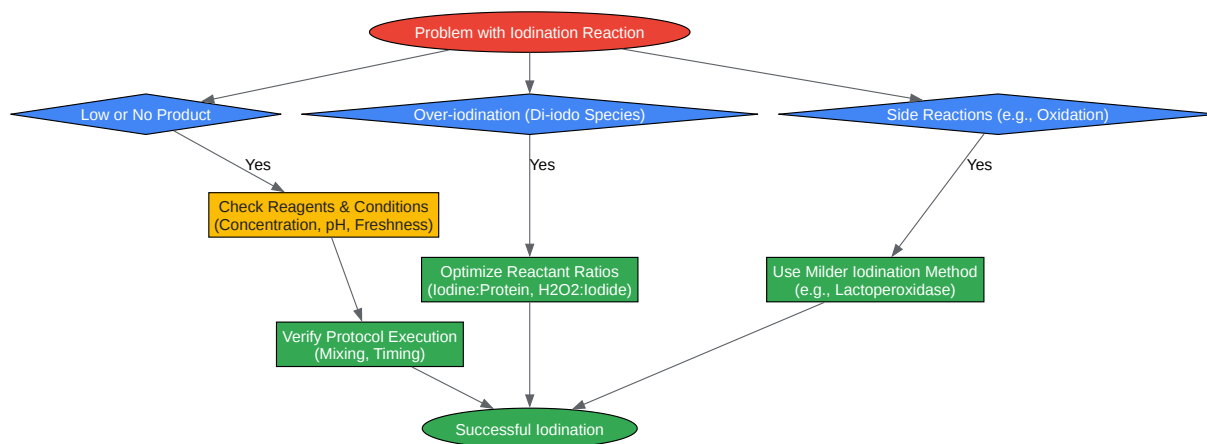 Problem with Iodination Reaction
Low or No Product
Over-iodination (Di-iodo Species)
Side Reactions (e.g., Oxidation)
Yes
Yes
Yes
Check Reagents & Conditions
(Concentration, pH, Freshness)
Optimize Reactant Ratios
(Iodine:Protein, H2O2:Iodide)
Use Milder Iodination Method
(e.g., Lactoperoxidase)
Verify Protocol Execution
(Mixing, Timing)
Successful Iodination